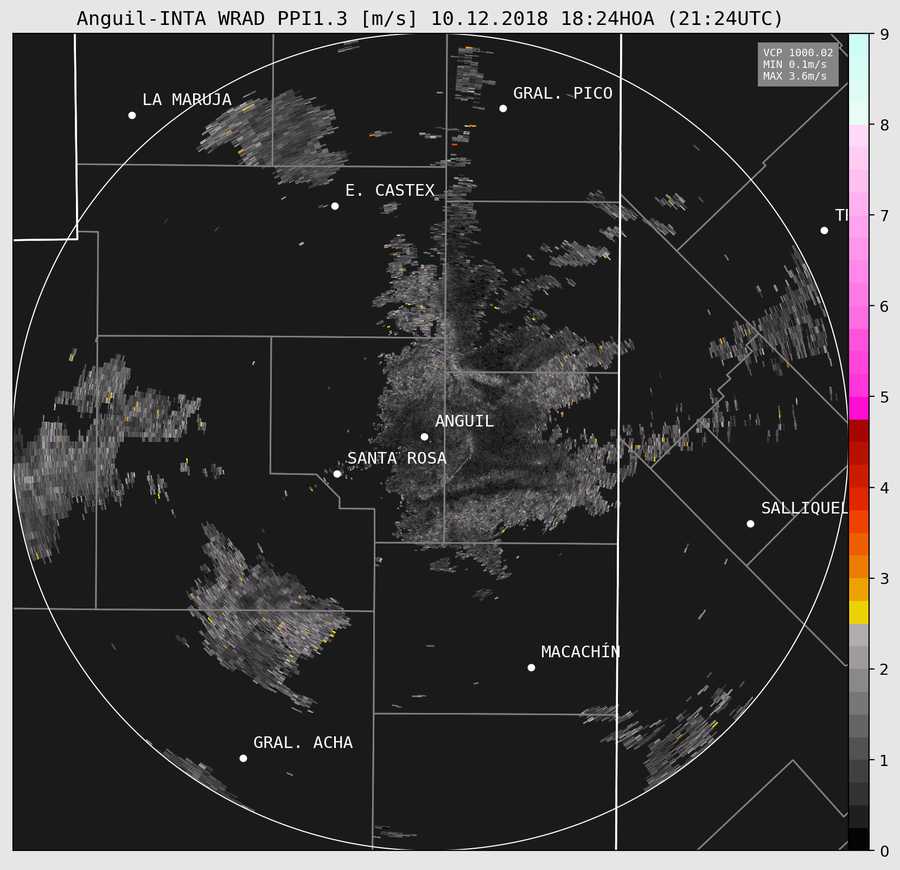 Anguil-INTA WRAD PPI1.3 [m/s] 10.12.2018 18:24HOA (21:24UTC)
VCP 1000.02
MIN 0.1m/s
MAX 3.6m/s
LA MARUJA
GRAL. PICO
E. CASTEX
TH
ANGUIL
SANTA ROSA
SALLIQUEL
MACACHÍN
GRAL. ACHA
9
8
7
6
5
4
3
2
1
0